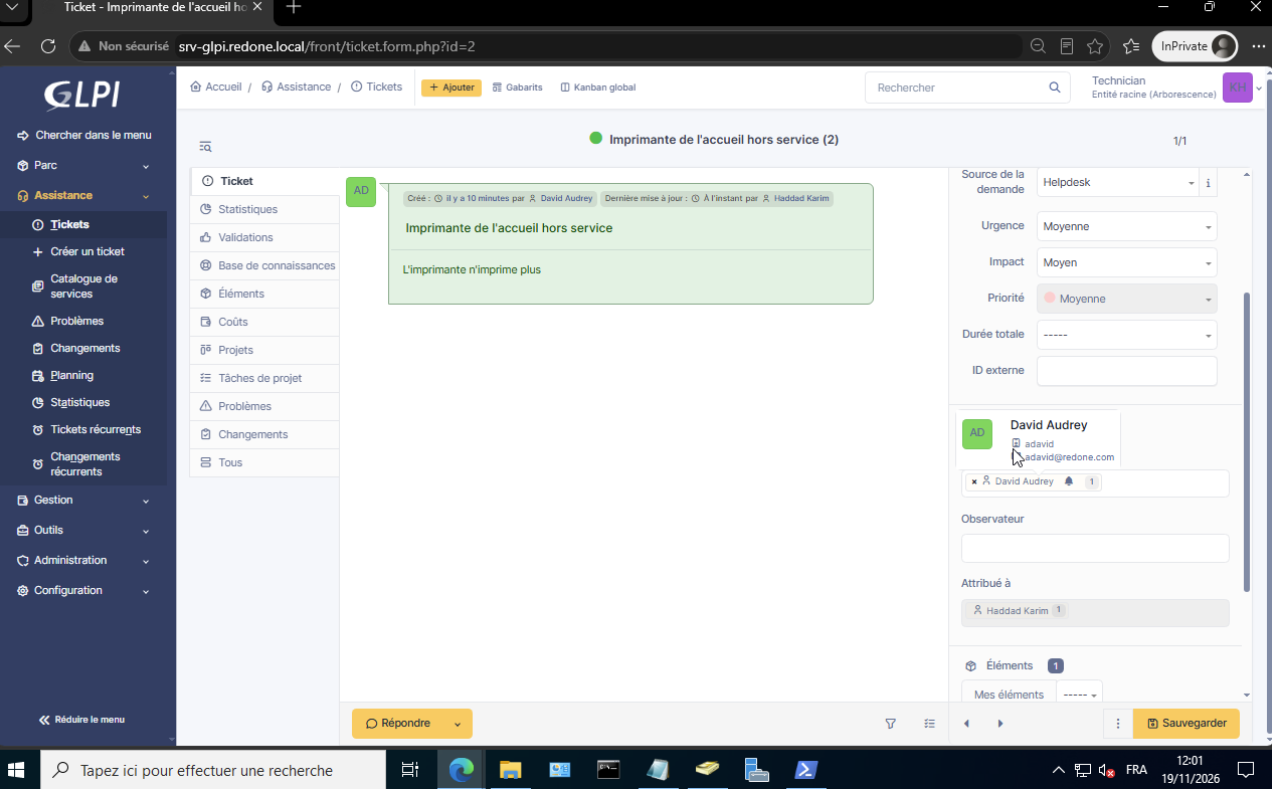 Ticket - Imprimante de l'accueil ho
Non sécurisé srv-glpi.redone.local/front/ticket.form.php?id=2
InPrivate
GLPI
Chercher dans le menu
Parc
Assistance
Tickets
Créer un ticket
Catalogue de services
Problèmes
Changements
Planning
Statistiques
Tickets récurrents
Changements récurrents
Gestion
Outils
Administration
Configuration
Réduire le menu
Accueil / Assistance / Tickets
+ Ajouter
Gabarits
Kanban global
Rechercher
Technician
Entité racine (Arborescence)
KH
Imprimante de l'accueil hors service (2)
1/1
Ticket
Statistiques
Validations
Base de connaissances
Éléments
Coûts
Projets
Tâches de projet
Problèmes
Changements
Tous
AD
Créé : il y a 10 minutes par David Audrey
Dernière mise à jour : À l'instant par Haddad Karim
Imprimante de l'accueil hors service
L'imprimante n'imprime plus
Source de la demande
Helpdesk
i
Urgence
Moyenne
Impact
Moyen
Priorité
Moyenne
Durée totale
-----
ID externe
AD
David Audrey
adavid
adavid@redone.com
× David Audrey 1
Observateur
Attribué à
Haddad Karim 1
Éléments 1
Mes éléments
-----
Répondre
Sauvegarder
Tapez ici pour effectuer une recherche
FRA
12:01
19/11/2026